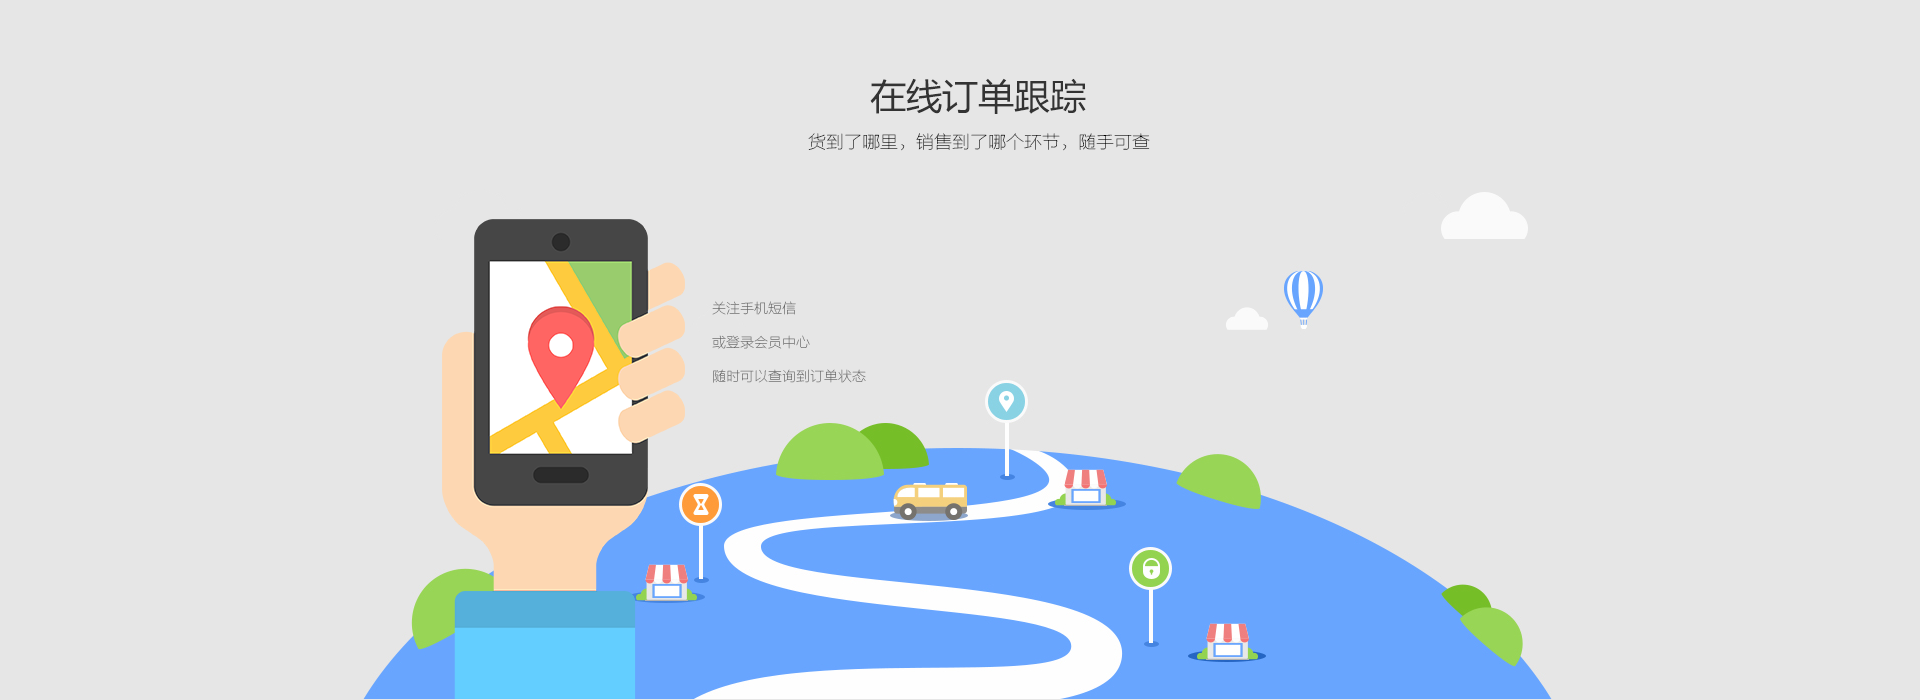 在线订单跟踪
货到了哪里，销售到了哪个环节，随手可查
关注手机短信
或登录会员中心
随时可以查询到订单状态